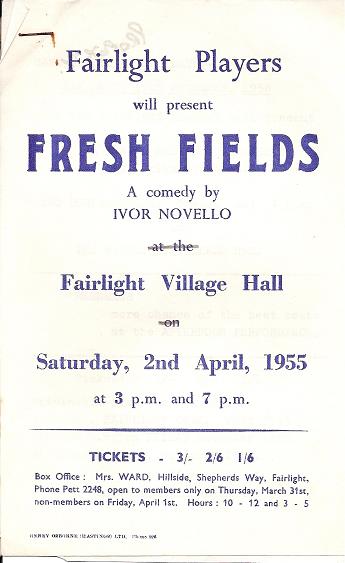 Fairlight Players
will present
FRESH FIELDS
A comedy by
IVOR NOVELLO
at the
Fairlight Village Hall
on
Saturday, 2nd April, 1955
at 3 p.m. and 7 p.m.
TICKETS - 3/- 2/6 1/6
Box Office : Mrs. WARD, Hillside, Shepherds Way, Fairlight,
Phone Pett 2248, open to members only on Thursday, March 31st,
non-members on Friday, April 1st. Hours : 10 - 12 and 3 - 5
OSBORNE (HASTINGS) LTD.